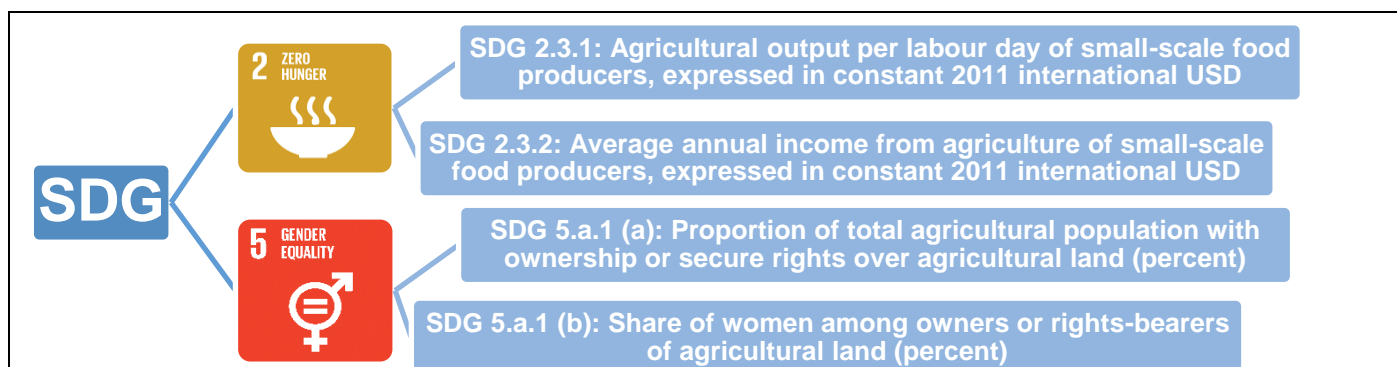 SDG
2 ZERO
HUNGER
SDG 2.3.1: Agricultural output per labour day of small-scale food
producers, expressed in constant 2011 international USD
SDG 2.3.2: Average annual income from agriculture of small-scale
food producers, expressed in constant 2011 international USD
5 GENDER
EQUALITY
SDG 5.a.1 (a): Proportion of total agricultural population with
ownership or secure rights over agricultural land (percent)
SDG 5.a.1 (b): Share of women among owners or rights-bearers
of agricultural land (percent)